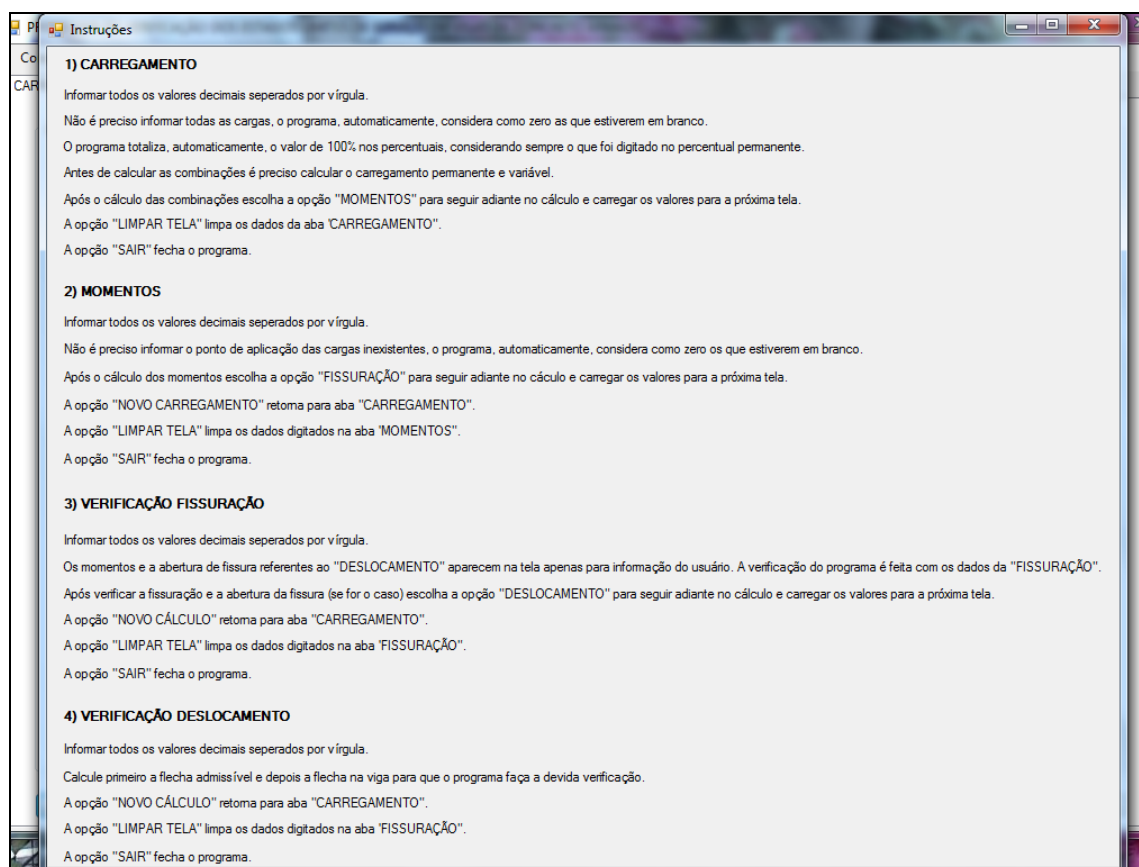 PR
Instruções
Co
CAR
1) CARREGAMENTO
Informar todos os valores decimais seperados por vírgula.
Não é preciso informar todas as cargas, o programa, automaticamente, considera como zero as que estiverem em branco.
O programa totaliza, automaticamente, o valor de 100% nos percentuais, considerando sempre o que foi digitado no percentual permanente.
Antes de calcular as combinações é preciso calcular o carregamento permanente e variável.
Após o cálculo das combinações escolha a opção "MOMENTOS" para seguir adiante no cálculo e carregar os valores para a próxima tela.
A opção "LIMPAR TELA" limpa os dados da aba 'CARREGAMENTO".
A opção "SAIR" fecha o programa.
2) MOMENTOS
Informar todos os valores decimais seperados por vírgula.
Não é preciso informar o ponto de aplicação das cargas inexistentes, o programa, automaticamente, considera como zero os que estiverem em branco.
Após o cálculo dos momentos escolha a opção "FISSURAÇÃO" para seguir adiante no cáculo e carregar os valores para a próxima tela.
A opção "NOVO CARREGAMENTO" retorna para aba "CARREGAMENTO".
A opção "LIMPAR TELA" limpa os dados digitados na aba 'MOMENTOS".
A opção "SAIR" fecha o programa.
3) VERIFICAÇÃO FISSURAÇÃO
Informar todos os valores decimais seperados por vírgula.
Os momentos e a abertura de fissura referentes ao "DESLOCAMENTO" aparecem na tela apenas para informação do usuário. A verificação do programa é feita com os dados da "FISSURAÇÃO".
Após verificar a fissuração e a abertura da fissura (se for o caso) escolha a opção "DESLOCAMENTO" para seguir adiante no cálculo e carregar os valores para a próxima tela.
A opção "NOVO CÁLCULO" retorna para aba "CARREGAMENTO".
A opção "LIMPAR TELA" limpa os dados digitados na aba 'FISSURAÇÃO".
A opção "SAIR" fecha o programa.
4) VERIFICAÇÃO DESLOCAMENTO
Informar todos os valores decimais seperados por vírgula.
Calcule primeiro a flecha admissível e depois a flecha na viga para que o programa faça a devida verificação.
A opção "NOVO CÁLCULO" retorna para aba "CARREGAMENTO".
A opção "LIMPAR TELA" limpa os dados digitados na aba 'FISSURAÇÃO".
A opção "SAIR" fecha o programa.